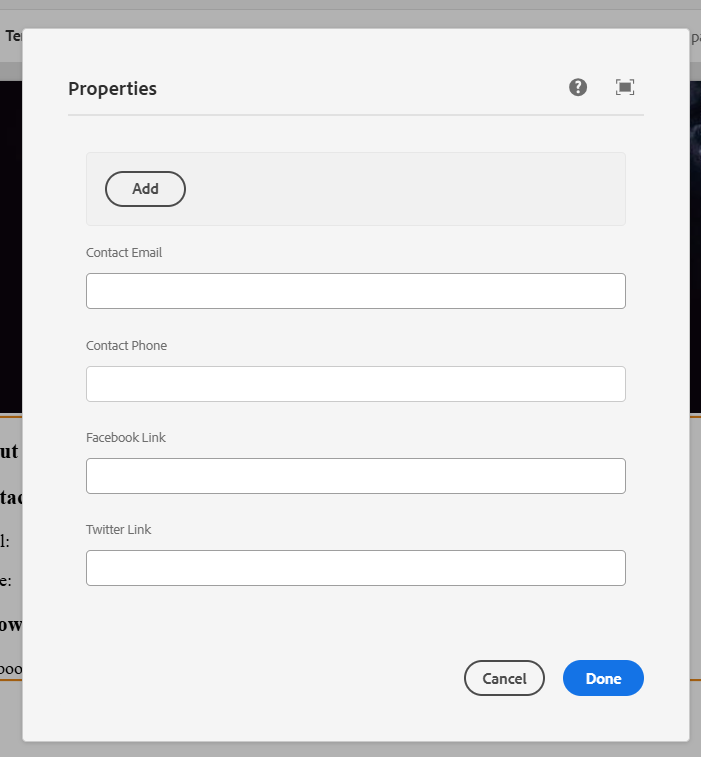 Properties
Add
Contact Email
Contact Phone
Facebook Link
Twitter Link
Cancel
Done